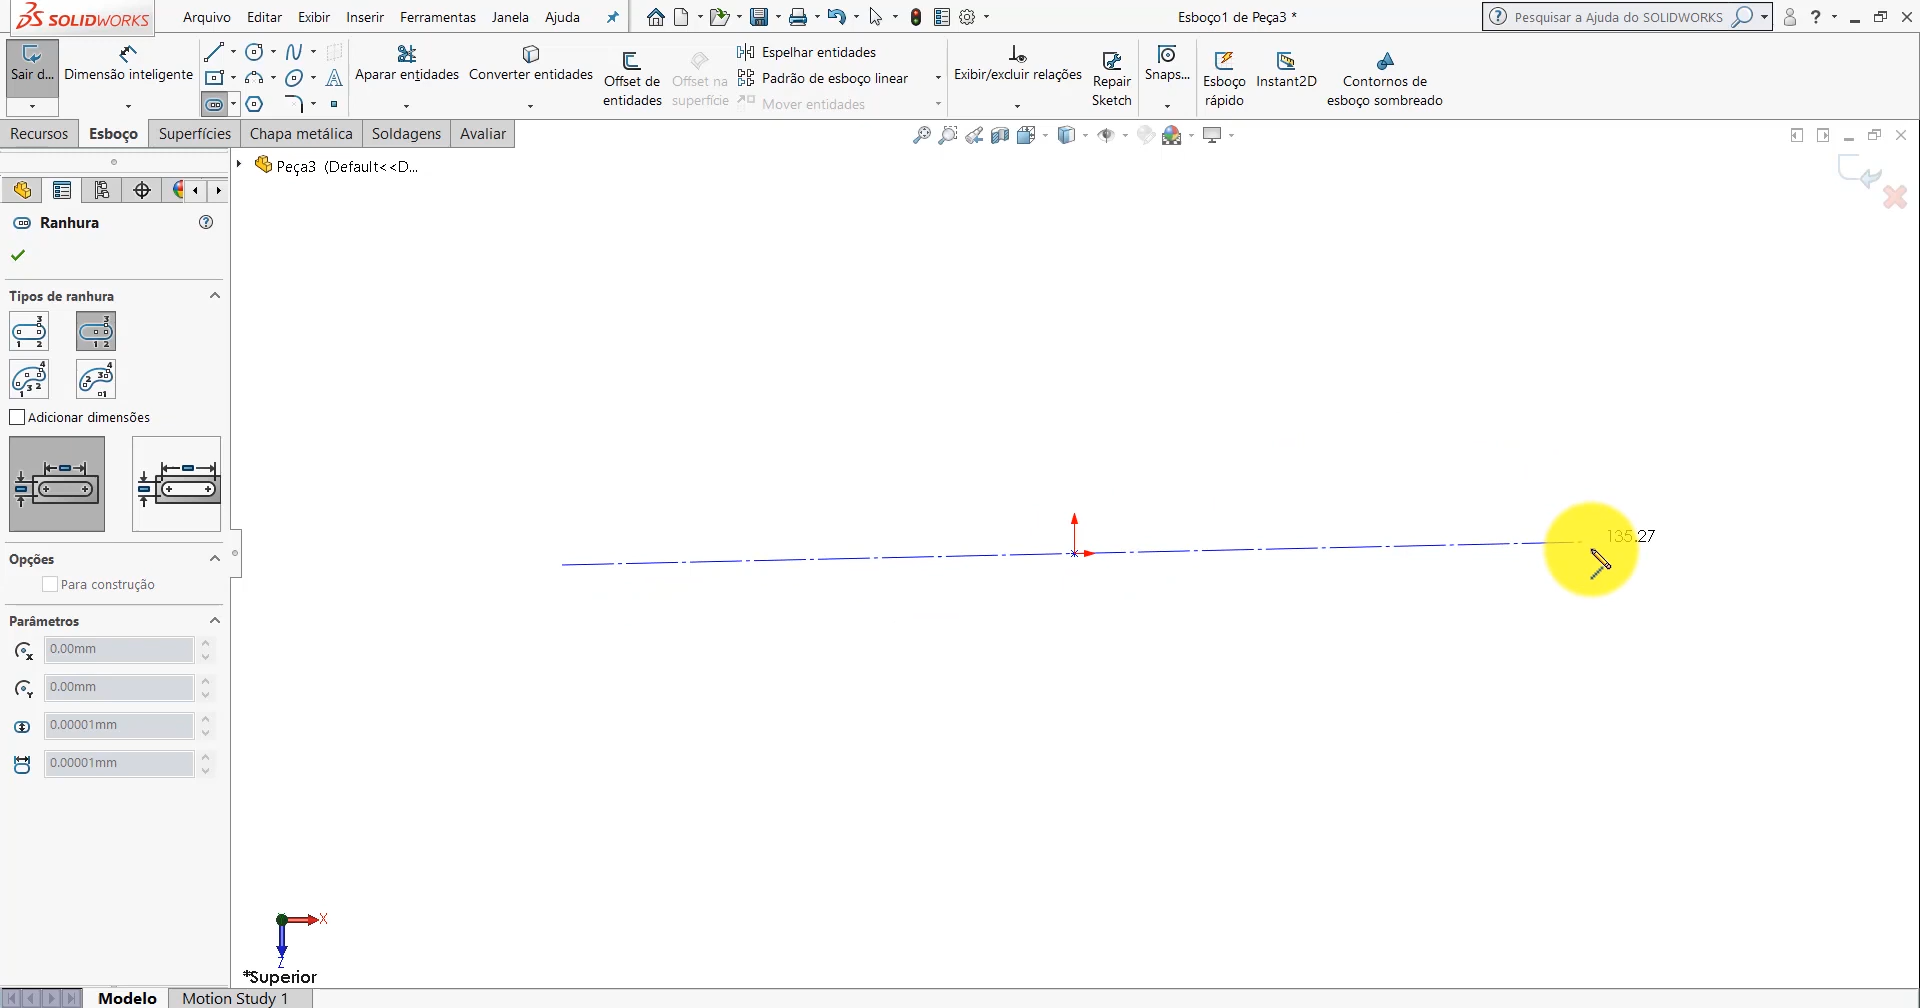 SOLIDWORKS
Arquivo Editar Exibir Inserir Ferramentas Janela Ajuda
Esboço1 de Peça3 *
Pesquisar a Ajuda do SOLIDWORKS
Sair d...
Dimensão inteligente
Aparar entidades
Converter entidades
Offset de entidades
Offset na superfície
Espelhar entidades
Padrão de esboço linear
Mover entidades
Exibir/excluir relações
Repair Sketch
Snaps...
Esboço rápido
Instant2D
Contornos de esboço sombreado
Recursos Esboço Superfícies Chapa metálica Soldagens Avaliar
Peça3 (Default<<D...
Ranhura
Tipos de ranhura
Adicionar dimensões
Opções
Para construção
Parâmetros
0.00mm
0.00mm
0.00001mm
0.00001mm
135.27
X
Z
*Superior
Modelo Motion Study 1